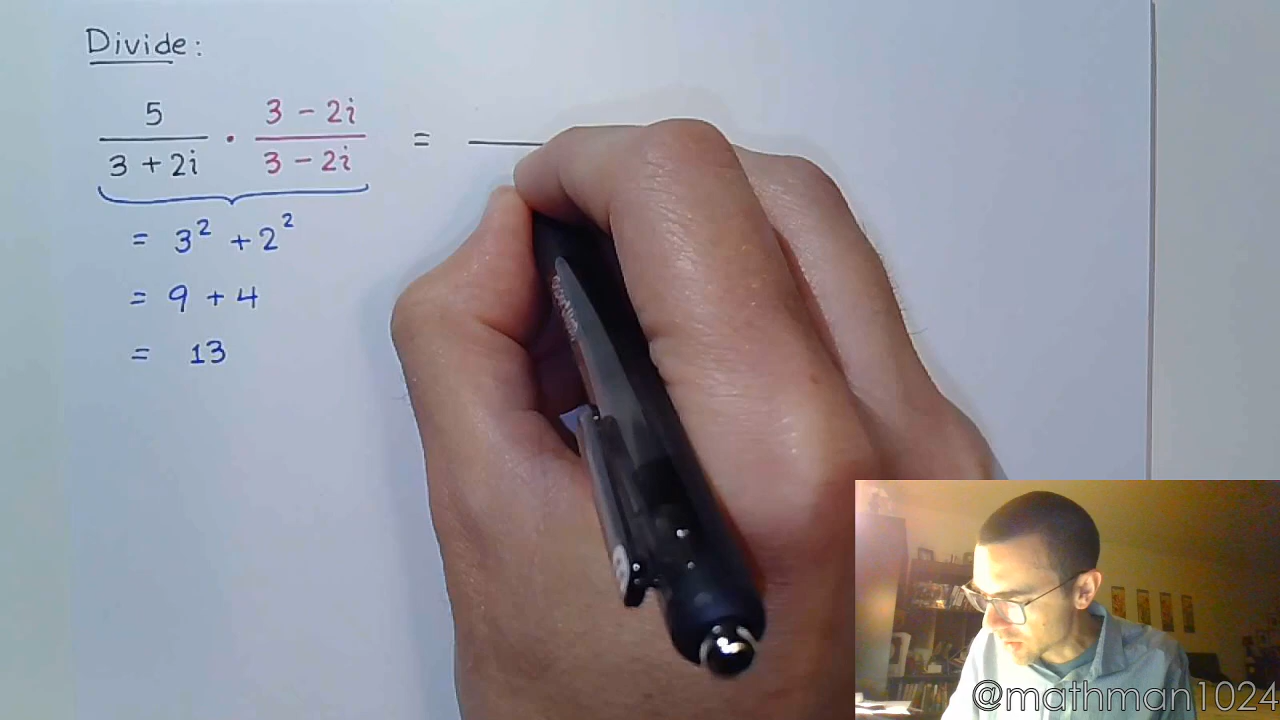 Divide:
5 3 - 2i
3 + 2i · 3 - 2i =
= 3² + 2²
= 9 + 4
= 13
@mathman1024